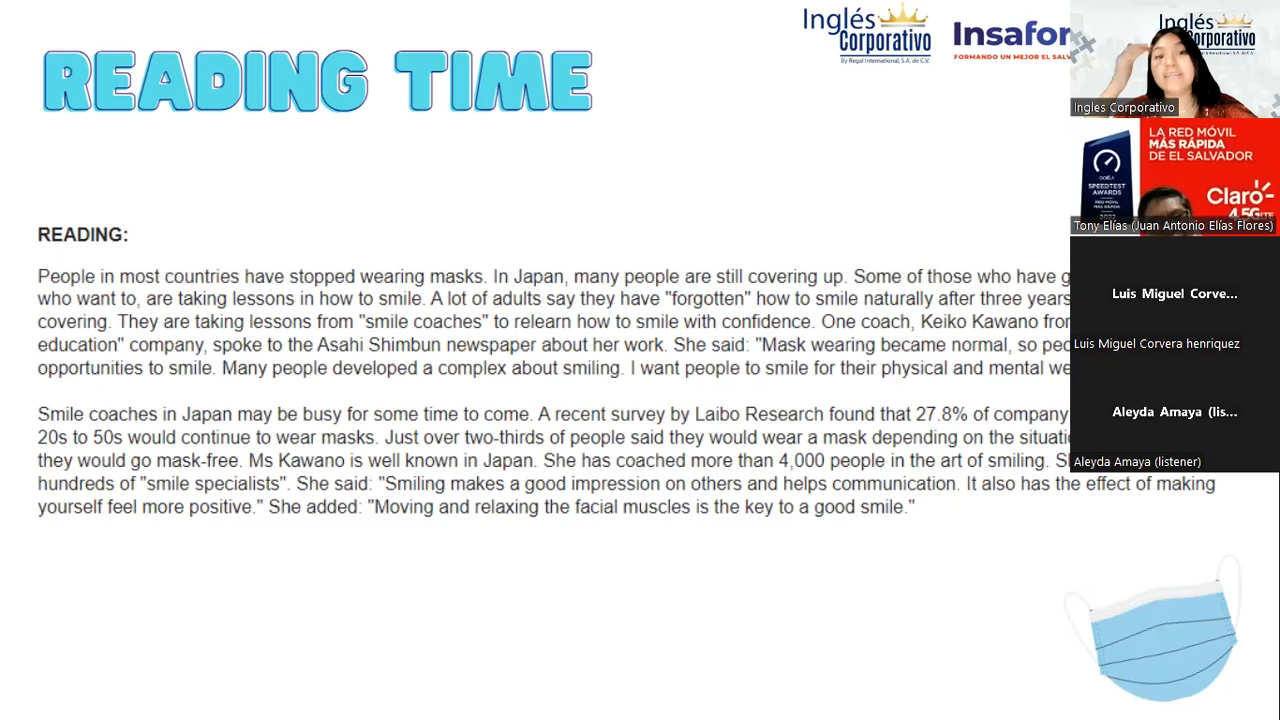 READING TIME
Inglés
Corporativo
By Regal International, S.A. de C.V.
Insafor
FORMANDO UN MEJOR EL SALV
Inglés
Corporativo
Ingles Corporativo
LA RED MÓVIL
MÁS RÁPIDA
DE EL SALVADOR
SPEEDTEST
AWARDS
Claro
4.5G LTE
Tony Elías (Juan Antonio Elías Flores)
Luis Miguel Corve...
Luis Miguel Corvera henriquez
Aleyda Amaya (lis...
Aleyda Amaya (listener)
READING:
People in most countries have stopped wearing masks. In Japan, many people are still covering up. Some of those who have g
who want to, are taking lessons in how to smile. A lot of adults say they have "forgotten" how to smile naturally after three years
covering. They are taking lessons from "smile coaches" to relearn how to smile with confidence. One coach, Keiko Kawano fro
education" company, spoke to the Asahi Shimbun newspaper about her work. She said: "Mask wearing became normal, so peo
opportunities to smile. Many people developed a complex about smiling. I want people to smile for their physical and mental we
Smile coaches in Japan may be busy for some time to come. A recent survey by Laibo Research found that 27.8% of company
20s to 50s would continue to wear masks. Just over two-thirds of people said they would wear a mask depending on the situati
they would go mask-free. Ms Kawano is well known in Japan. She has coached more than 4,000 people in the art of smiling. S
hundreds of "smile specialists". She said: "Smiling makes a good impression on others and helps communication. It also has the effect of making
yourself feel more positive." She added: "Moving and relaxing the facial muscles is the key to a good smile."